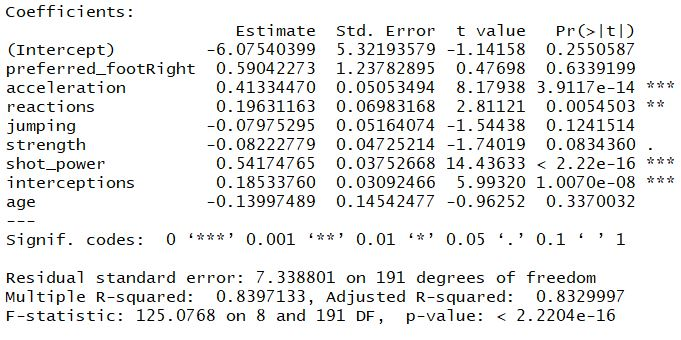 Coefficients:
Estimate Std. Error t value Pr(>|t|)
(Intercept) -6.07540399 5.32193579 -1.14158 0.2550587
preferred_footRight 0.59042273 1.23782895 0.47698 0.6339199
acceleration 0.41334470 0.05053494 8.17938 3.9117e-14 ***
reactions 0.19631163 0.06983168 2.81121 0.0054503 **
jumping -0.07975295 0.05164074 -1.54438 0.1241514
strength -0.08222779 0.04725214 -1.74019 0.0834360 .
shot_power 0.54174765 0.03752668 14.43633 < 2.22e-16 ***
interceptions 0.18533760 0.03092466 5.99320 1.0070e-08 ***
age -0.13997489 0.14542477 -0.96252 0.3370032
---
Signif. codes: 0 ‘***’ 0.001 ‘**’ 0.01 ‘*’ 0.05 ‘.’ 0.1 ‘ ’ 1
Residual standard error: 7.338801 on 191 degrees of freedom
Multiple R-squared: 0.8397133, Adjusted R-squared: 0.8329997
F-statistic: 125.0768 on 8 and 191 DF, p-value: < 2.2204e-16